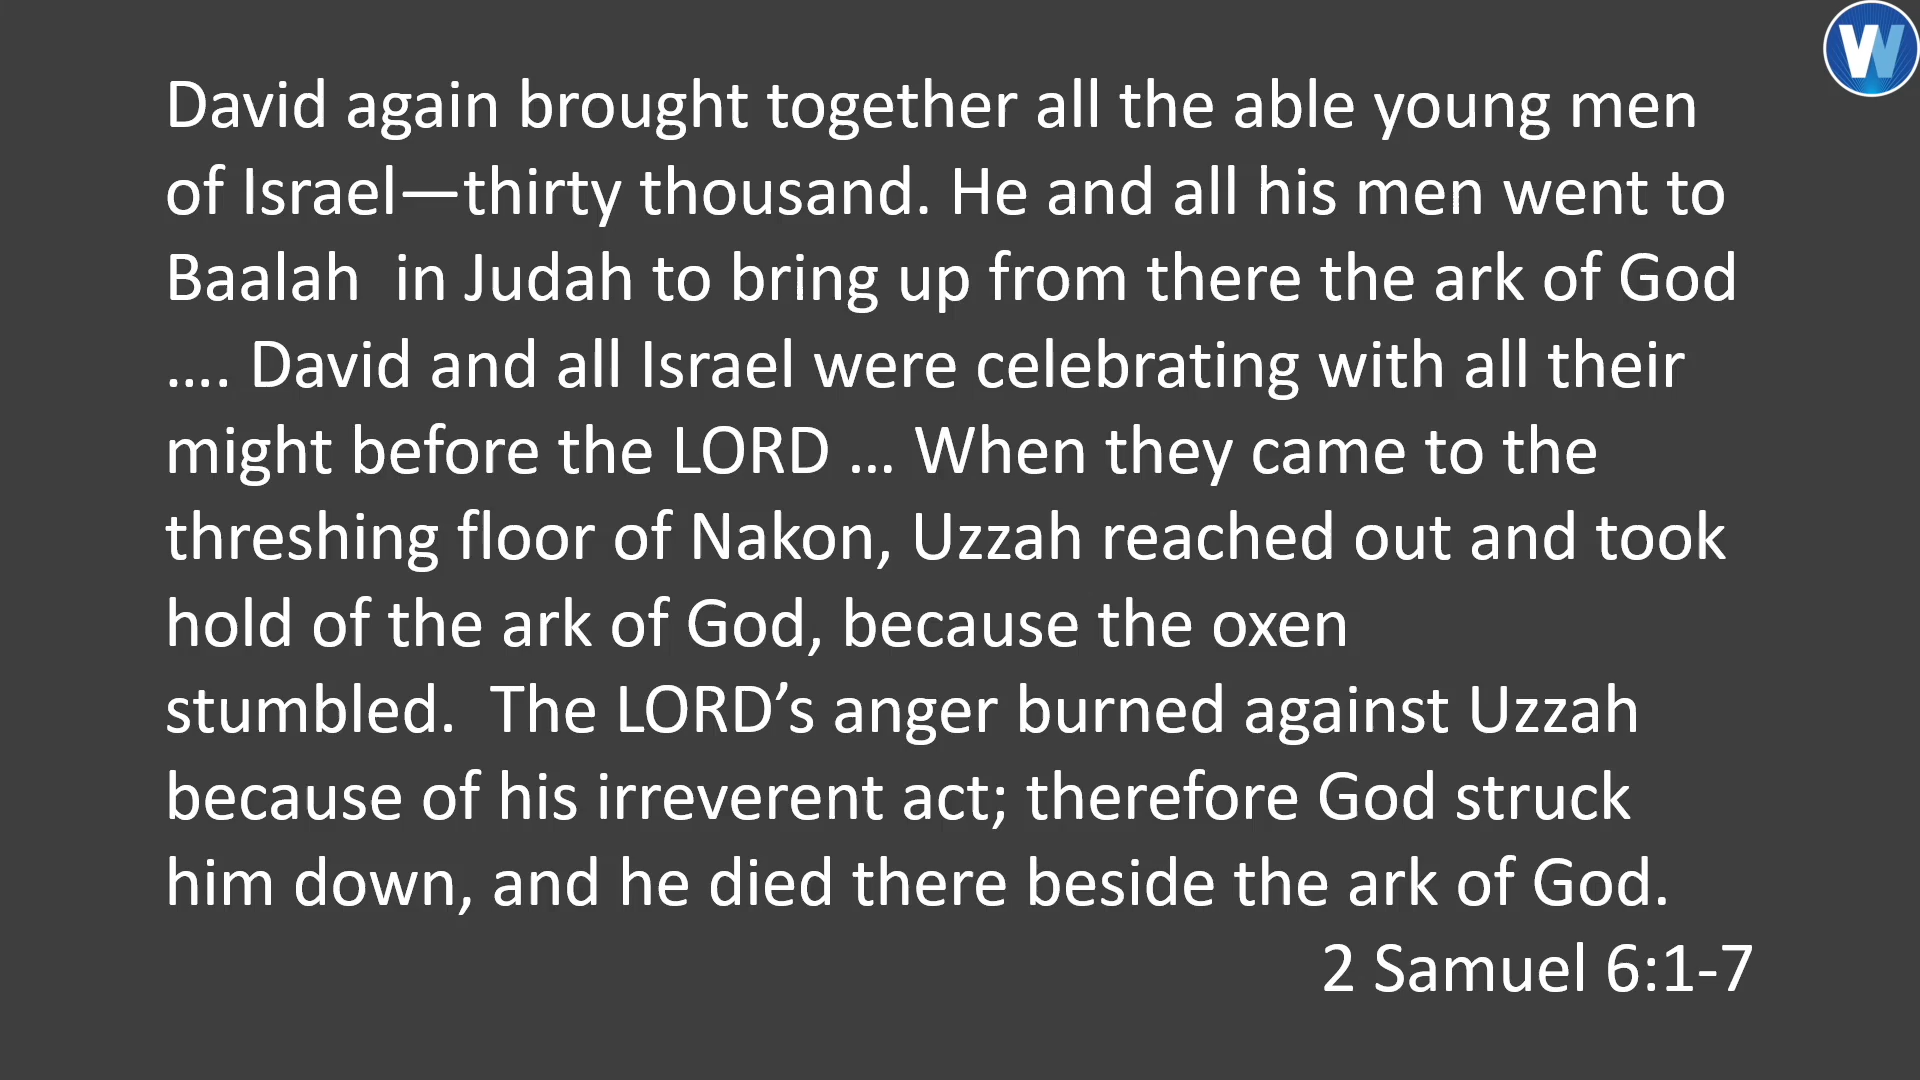 W
David again brought together all the able young men
of Israel—thirty thousand. He and all his men went to
Baalah  in Judah to bring up from there the ark of God
.... David and all Israel were celebrating with all their
might before the LORD ... When they came to the
threshing floor of Nakon, Uzzah reached out and took
hold of the ark of God, because the oxen
stumbled.  The LORD’s anger burned against Uzzah
because of his irreverent act; therefore God struck
him down, and he died there beside the ark of God.
2 Samuel 6:1-7